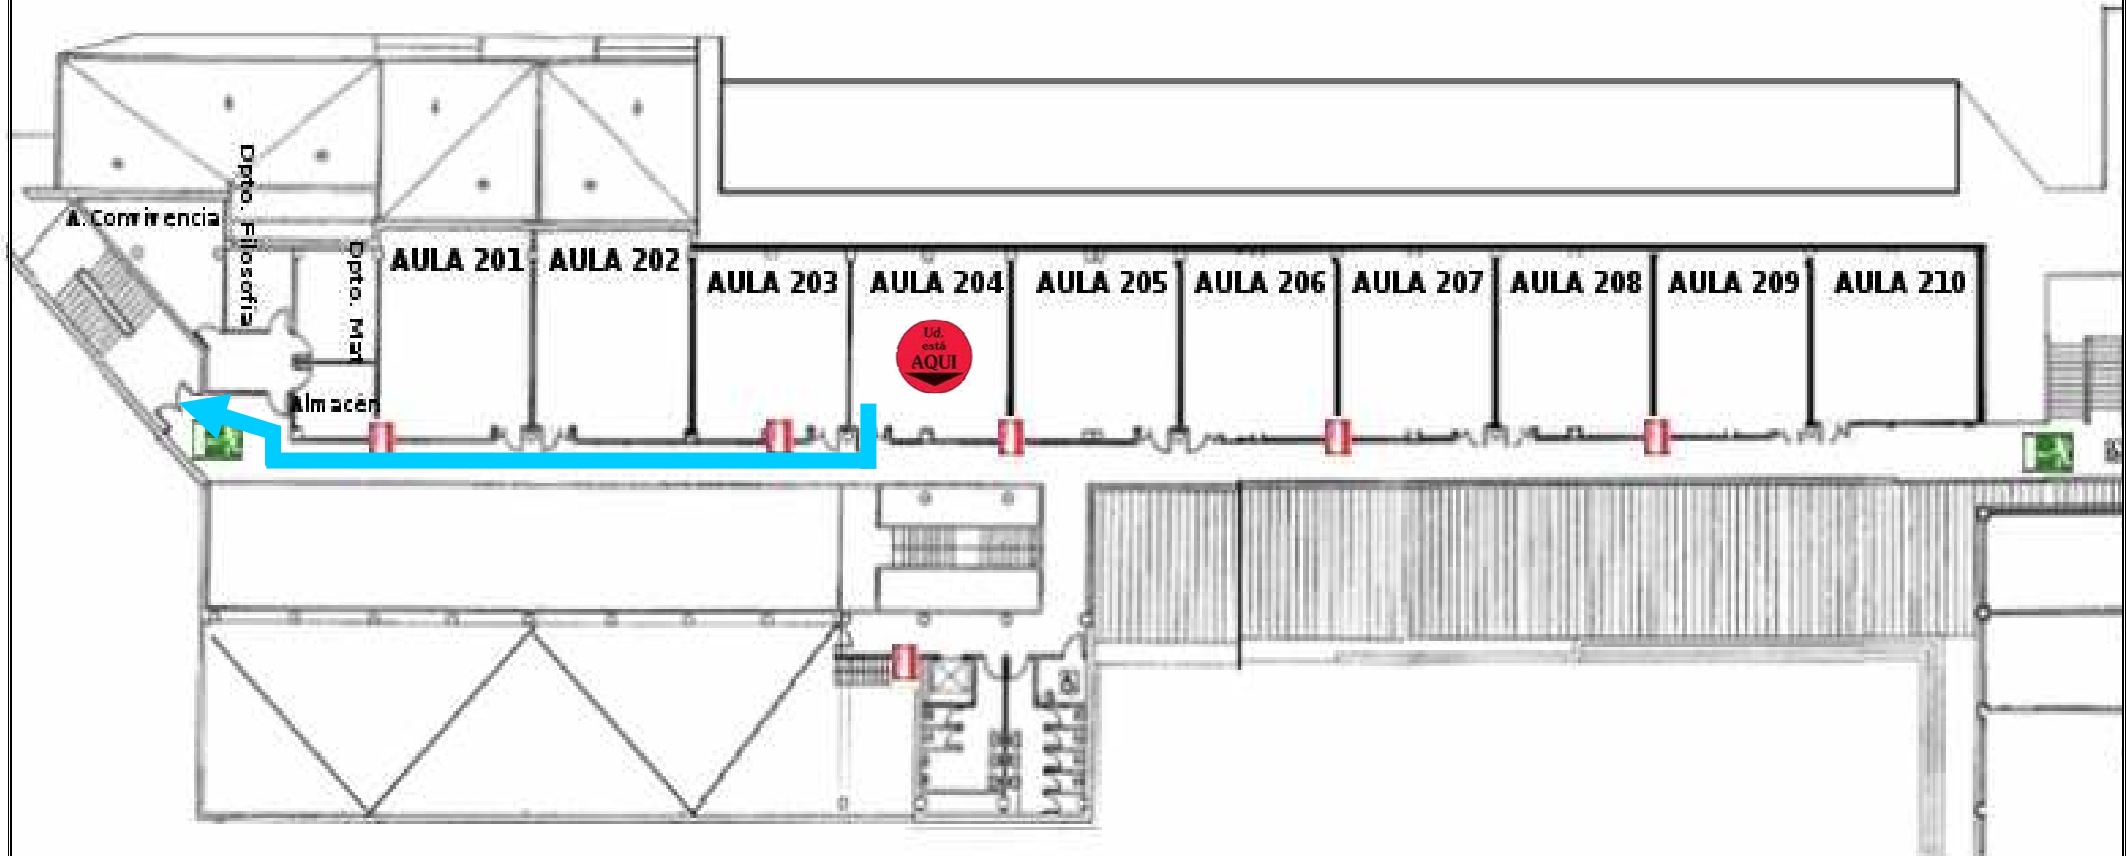 Dpto. Filosofia
A. Convivencia
Dpto. Mat
AULA 201
AULA 202
AULA 203
AULA 204
AULA 205
AULA 206
AULA 207
AULA 208
AULA 209
AULA 210
Ud.
está
AQUI
Almacén